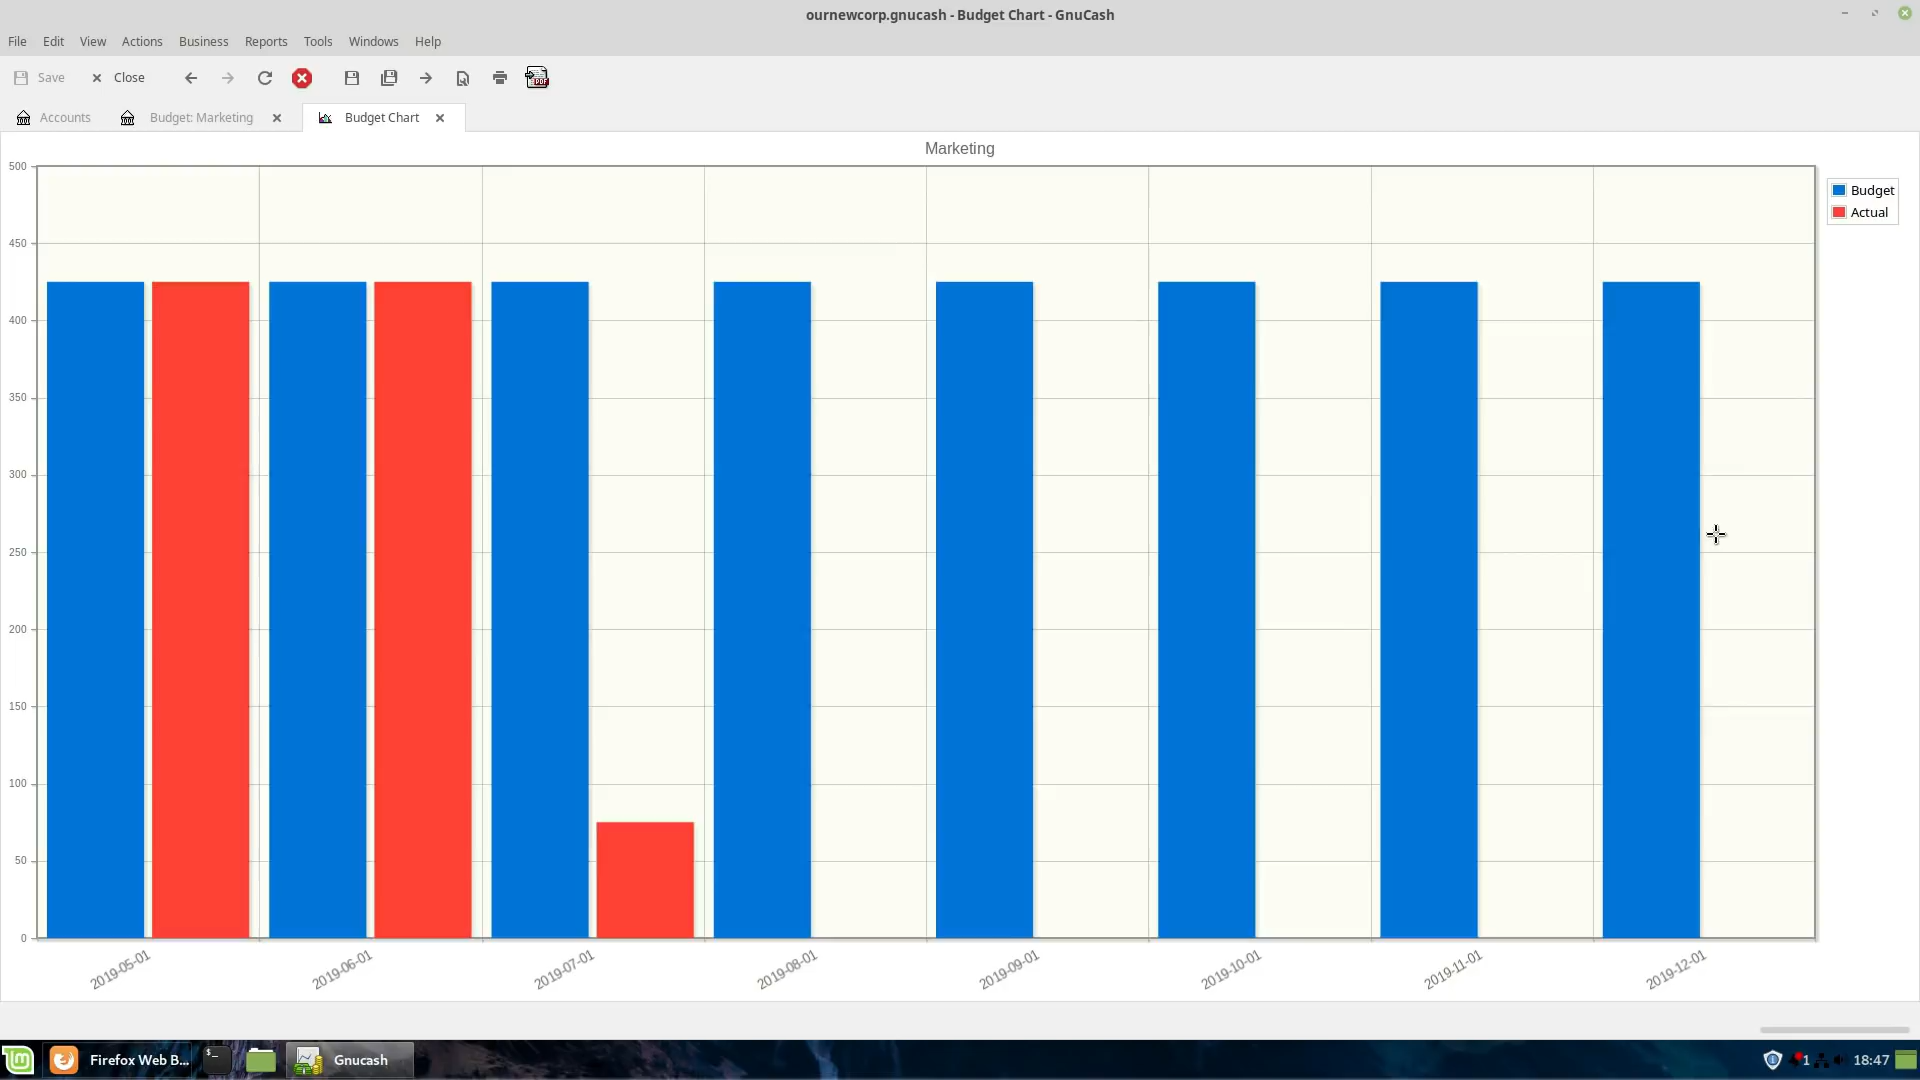 ournewcorp.gnucash - Budget Chart - GnuCash
File Edit View Actions Business Reports Tools Windows Help
Save Close
Accounts Budget: Marketing Budget Chart
Marketing
500
450
400
350
300
250
200
150
100
50
0
Budget
Actual
2019-05-01 2019-06-01 2019-07-01 2019-08-01 2019-09-01 2019-10-01 2019-11-01 2019-12-01
Firefox Web B... Gnucash 1 18:47